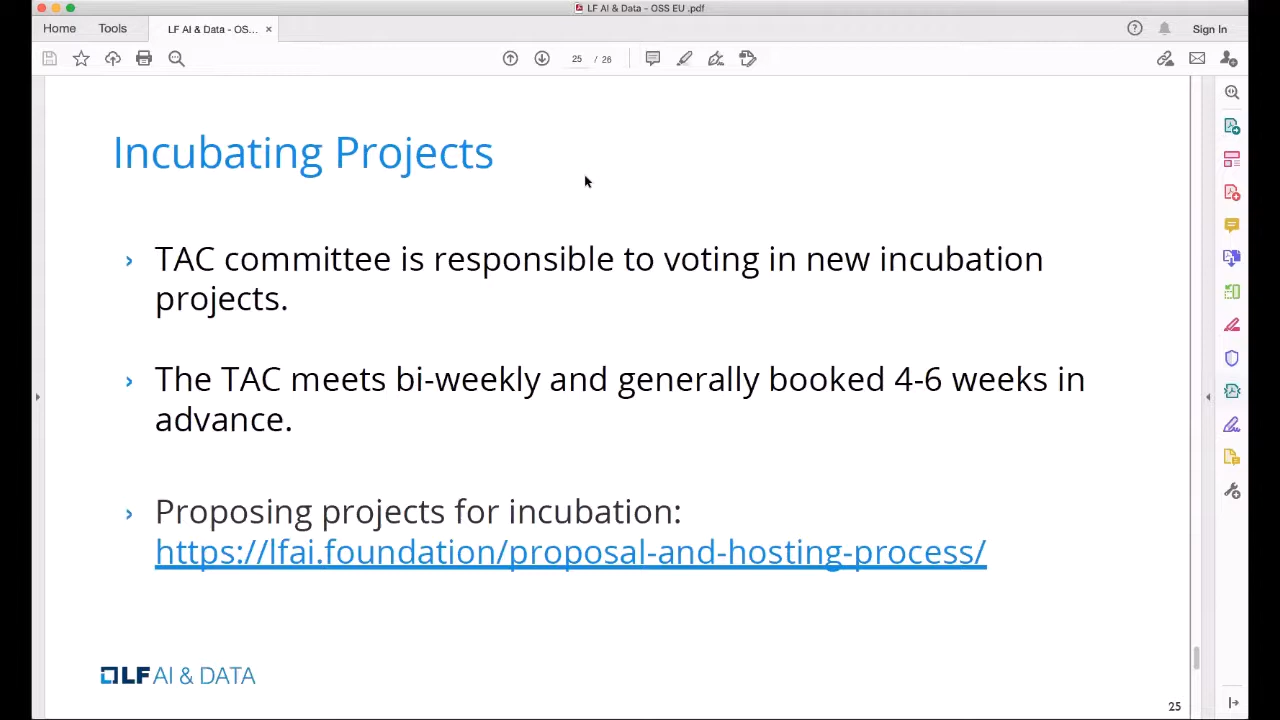 LF AI & Data - OSS EU .pdf
Home Tools LF AI & Data - OS... × Sign In
25 / 26
Incubating Projects
› TAC committee is responsible to voting in new incubation
projects.
› The TAC meets bi-weekly and generally booked 4-6 weeks in
advance.
› Proposing projects for incubation:
https://lfai.foundation/proposal-and-hosting-process/
LF AI & DATA
25